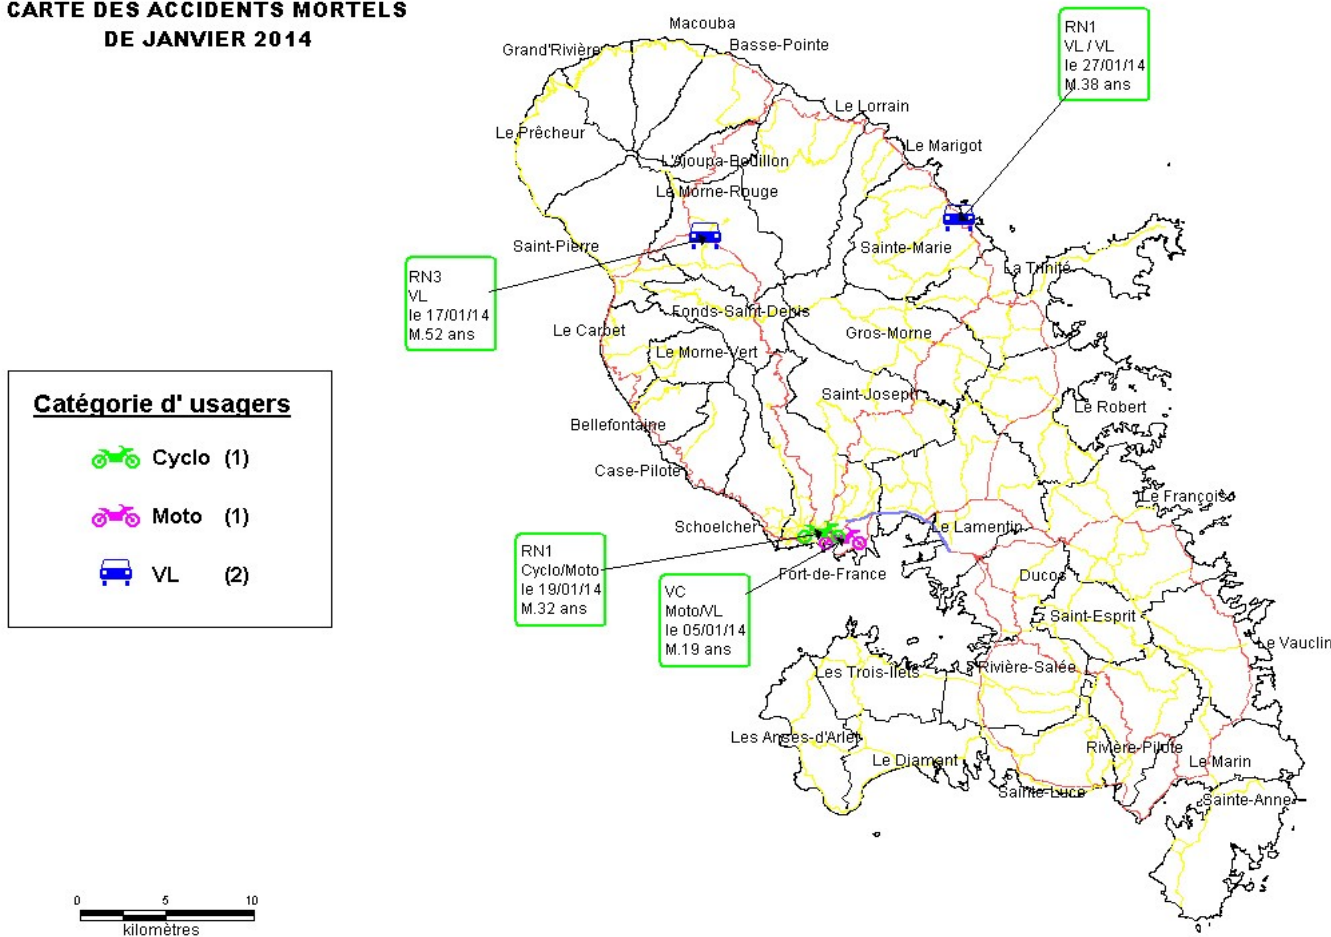 CARTE DES ACCIDENTS MORTELS
DE JANVIER 2014
Macouba
Grand'Rivière
Basse-Pointe
RN1
VL / VL
le 27/01/14
M.38 ans
Le Lorrain
Le Prêcheur
Le Marigot
L'Ajoupa-Bouillon
Le Morne-Rouge
Saint-Pierre
Sainte-Marie
La Trinité
RN3
VL
le 17/01/14
M.52 ans
Fonds-Saint-Denis
Le Carbet
Gros-Morne
Le Morne-Vert
Saint-Joseph
Le Robert
Bellefontaine
Case-Pilote
Catégorie d' usagers
Cyclo (1)
Moto (1)
VL (2)
Le François
Schoelcher
Le Lamentin
RN1
Cyclo/Moto
le 19/01/14
M.32 ans
Fort-de-France
Ducos
VC
Moto/VL
le 05/01/14
M.19 ans
Saint-Esprit
Le Vauclin
Les Trois-Ilets
Rivière-Salée
Les Anses-d'Arlet
Le Diamant
Rivière-Pilote
Le Marin
Sainte-Luce
Sainte-Anne
0 5 10
kilomètres